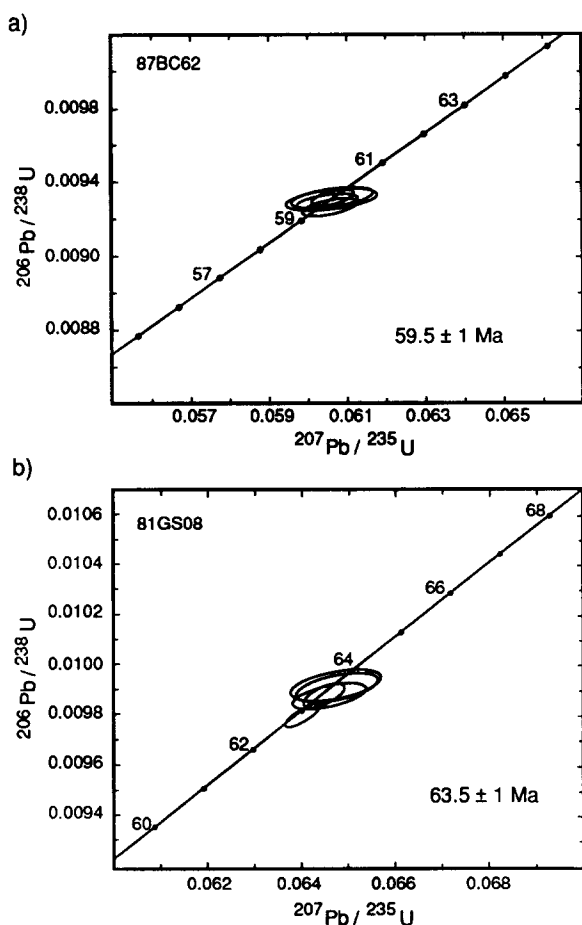 a)
87BC62
0.0098
0.0094
0.0090
0.0088
206Pb / 238U
63
61
59
57
59.5 ± 1 Ma
0.057 0.059 0.061 0.063 0.065
207Pb / 235U
b)
81GS08
0.0106
0.0104
0.0102
0.0100
0.0098
0.0096
0.0094
206Pb / 238U
68
66
64
62
60
63.5 ± 1 Ma
0.062 0.064 0.066 0.068
207Pb / 235U